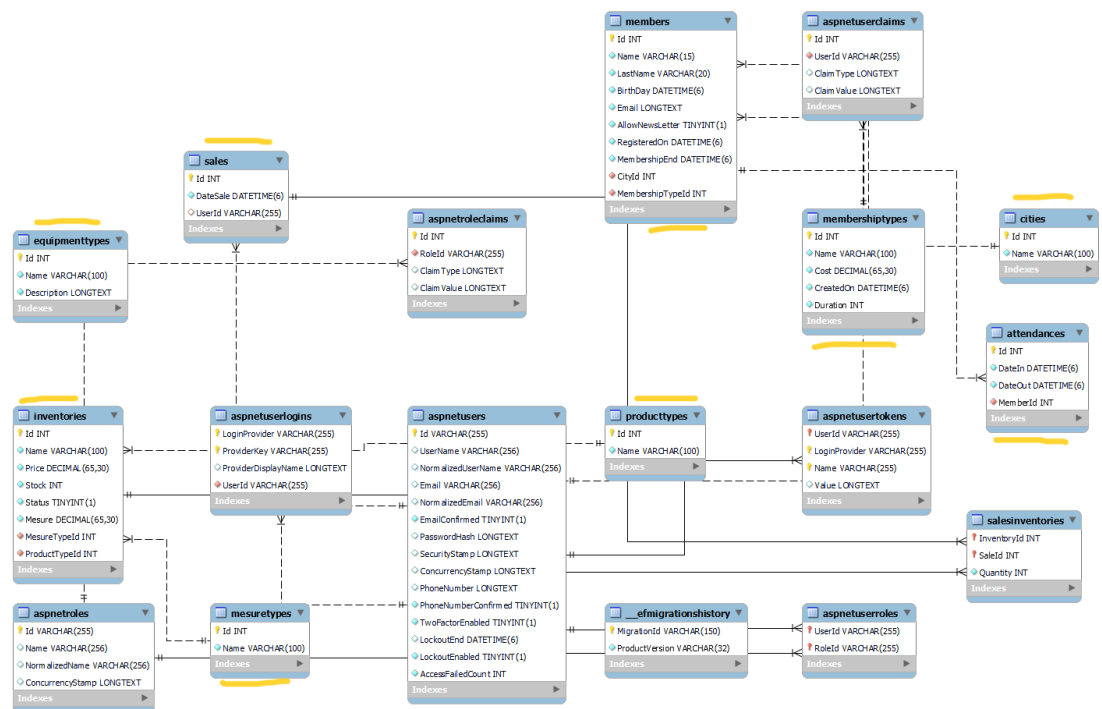 members
Id INT
Name VARCHAR(15)
LastName VARCHAR(20)
BirthDay DATETIME(6)
Email LONGTEXT
AllowNewsLetter TINYINT(1)
RegisteredOn DATETIME(6)
MembershipEnd DATETIME(6)
CityId INT
MembershipTypeId INT
Indexes
aspnetuserclaims
Id INT
UserId VARCHAR(255)
ClaimType LONGTEXT
ClaimValue LONGTEXT
Indexes
sales
Id INT
DateSale DATETIME(6)
UserId VARCHAR(255)
Indexes
equipmenttypes
Id INT
Name VARCHAR(100)
Description LONGTEXT
Indexes
aspnetroleclaims
Id INT
RoleId VARCHAR(255)
ClaimType LONGTEXT
ClaimValue LONGTEXT
Indexes
membershiptypes
Id INT
Name VARCHAR(100)
Cost DECIMAL(65,30)
CreatedOn DATETIME(6)
Duration INT
Indexes
cities
Id INT
Name VARCHAR(100)
Indexes
attendances
Id INT
DateIn DATETIME(6)
DateOut DATETIME(6)
MemberId INT
Indexes
inventories
Id INT
Name VARCHAR(100)
Price DECIMAL(65,30)
Stock INT
Status TINYINT(1)
Mesure DECIMAL(65,30)
MesureTypeId INT
ProductTypeId INT
Indexes
aspnetuserlogins
LoginProvider VARCHAR(255)
ProviderKey VARCHAR(255)
ProviderDisplayName LONGTEXT
UserId VARCHAR(255)
Indexes
aspnetusers
Id VARCHAR(255)
UserName VARCHAR(256)
NormalizedUserName VARCHAR(256)
Email VARCHAR(256)
NormalizedEmail VARCHAR(256)
EmailConfirmed TINYINT(1)
PasswordHash LONGTEXT
SecurityStamp LONGTEXT
ConcurrencyStamp LONGTEXT
PhoneNumber LONGTEXT
PhoneNumberConfirmed TINYINT(1)
TwoFactorEnabled TINYINT(1)
LockoutEnd DATETIME(6)
LockoutEnabled TINYINT(1)
AccessFailedCount INT
Indexes
producttypes
Id INT
Name VARCHAR(100)
Indexes
aspnetusertokens
UserId VARCHAR(255)
LoginProvider VARCHAR(255)
Name VARCHAR(255)
Value LONGTEXT
Indexes
salesinventories
InventoryId INT
SaleId INT
Quantity INT
Indexes
aspnetroles
Id VARCHAR(255)
Name VARCHAR(256)
NormalizedName VARCHAR(256)
ConcurrencyStamp LONGTEXT
Indexes
mesuretypes
Id INT
Name VARCHAR(100)
Indexes
__efmigrationshistory
MigrationId VARCHAR(150)
ProductVersion VARCHAR(32)
Indexes
aspnetuserroles
UserId VARCHAR(255)
RoleId VARCHAR(255)
Indexes